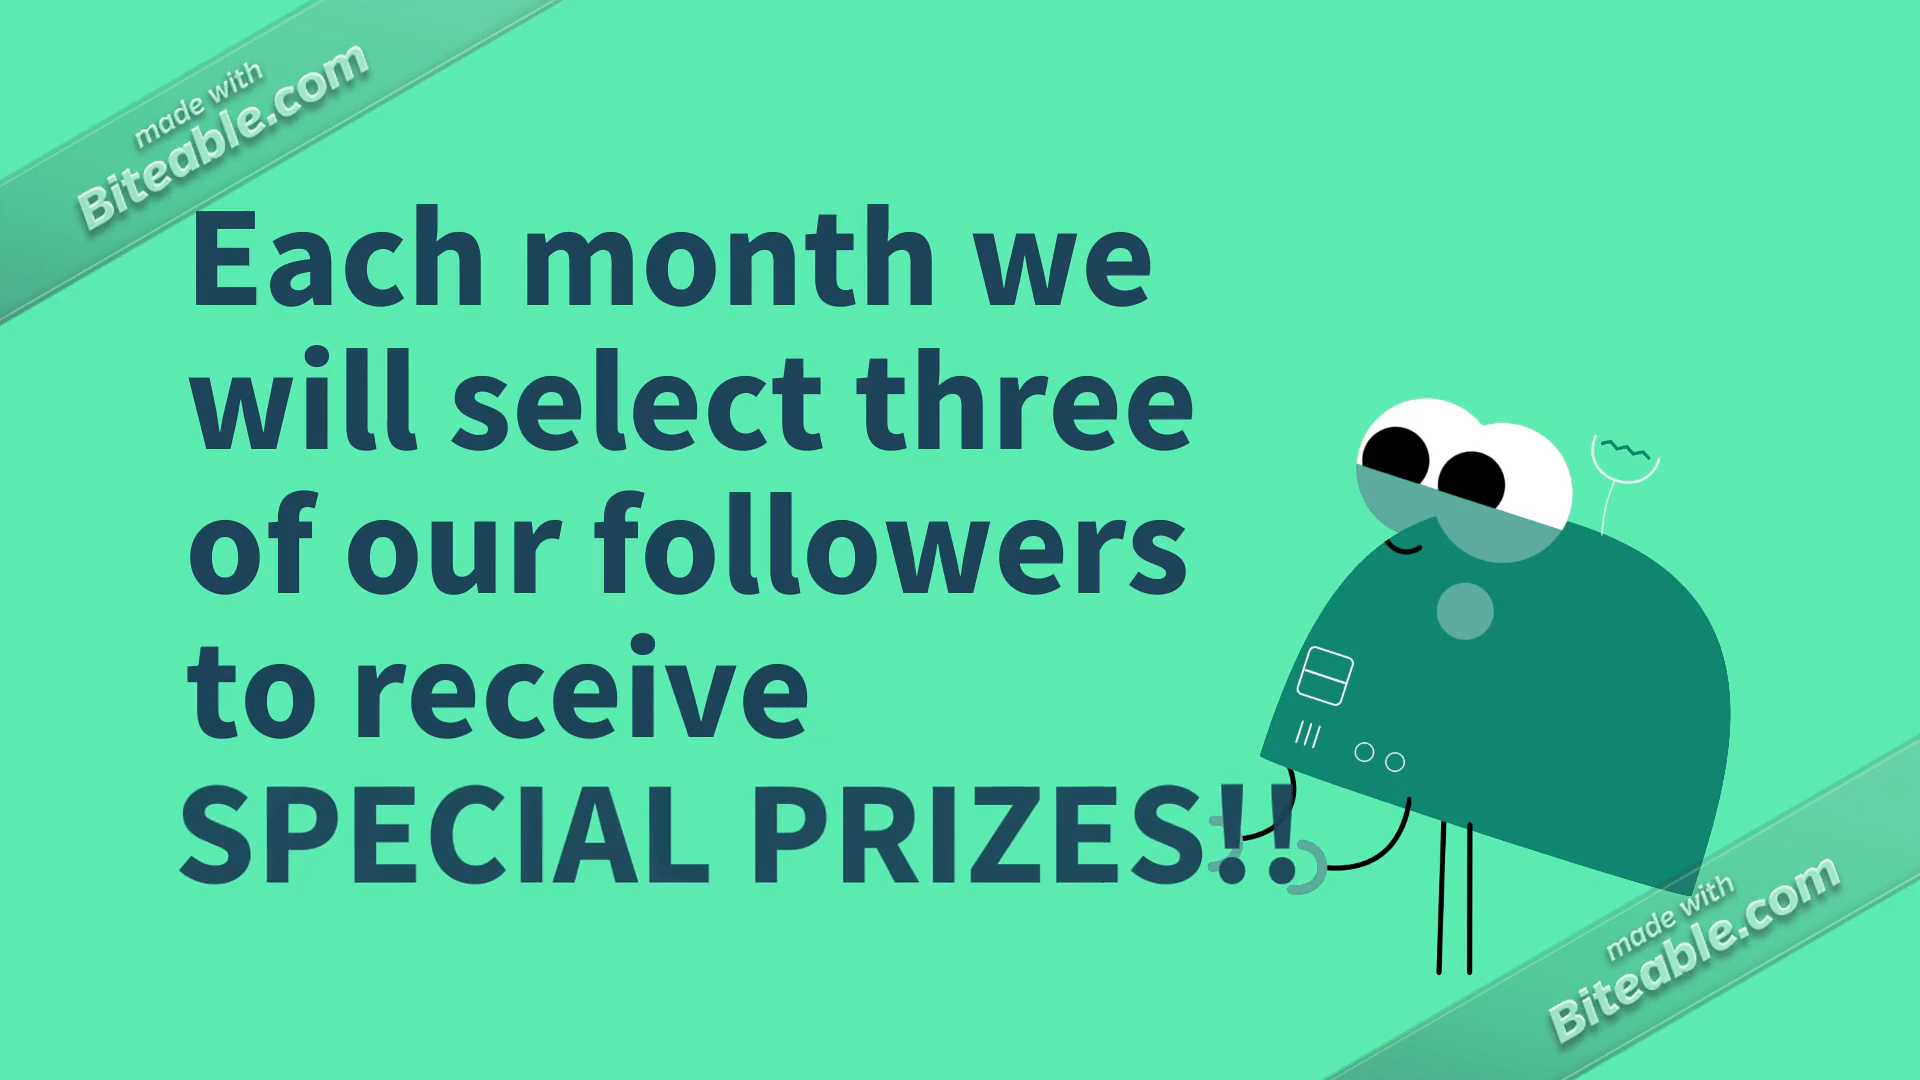 made with
Biteable.com
Each month we
will select three
of our followers
to receive
SPECIAL PRIZES!!
made with
Biteable.com